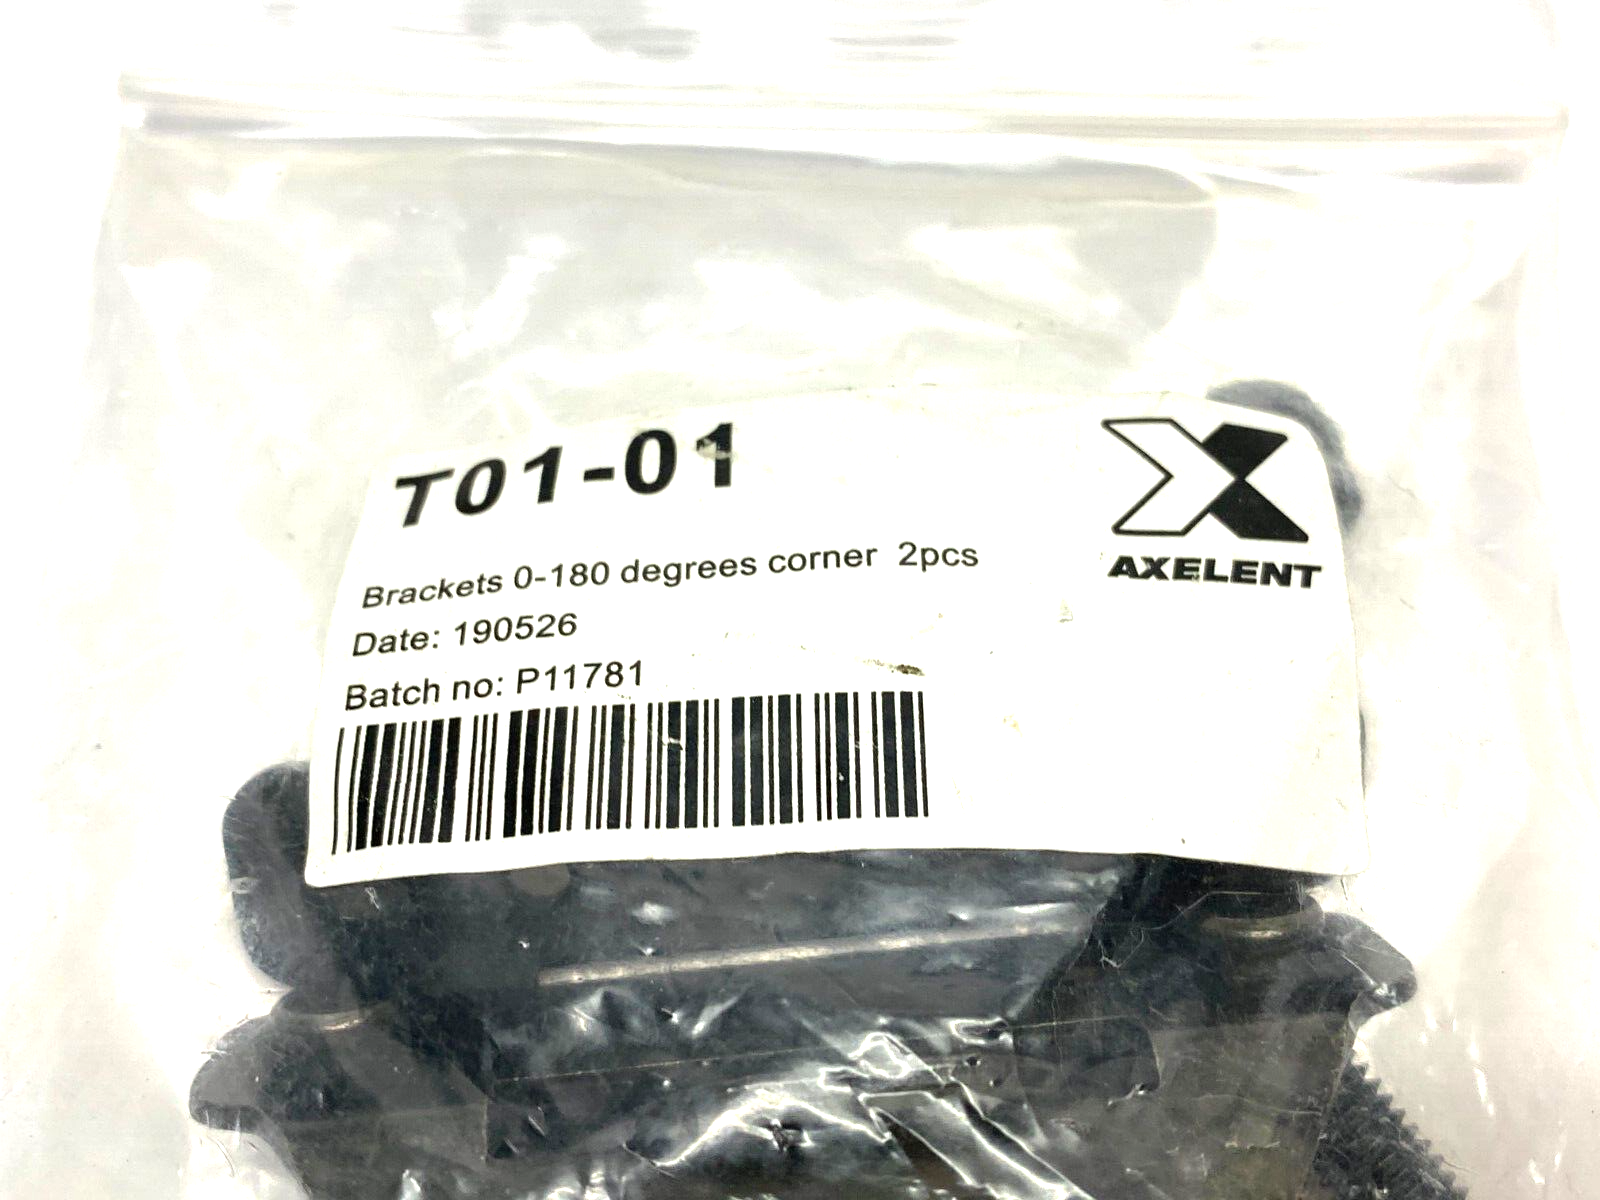 T01-01
Brackets 0-180 degrees corner  2pcs
Date: 190526
Batch no: P11781
X
AXELENT